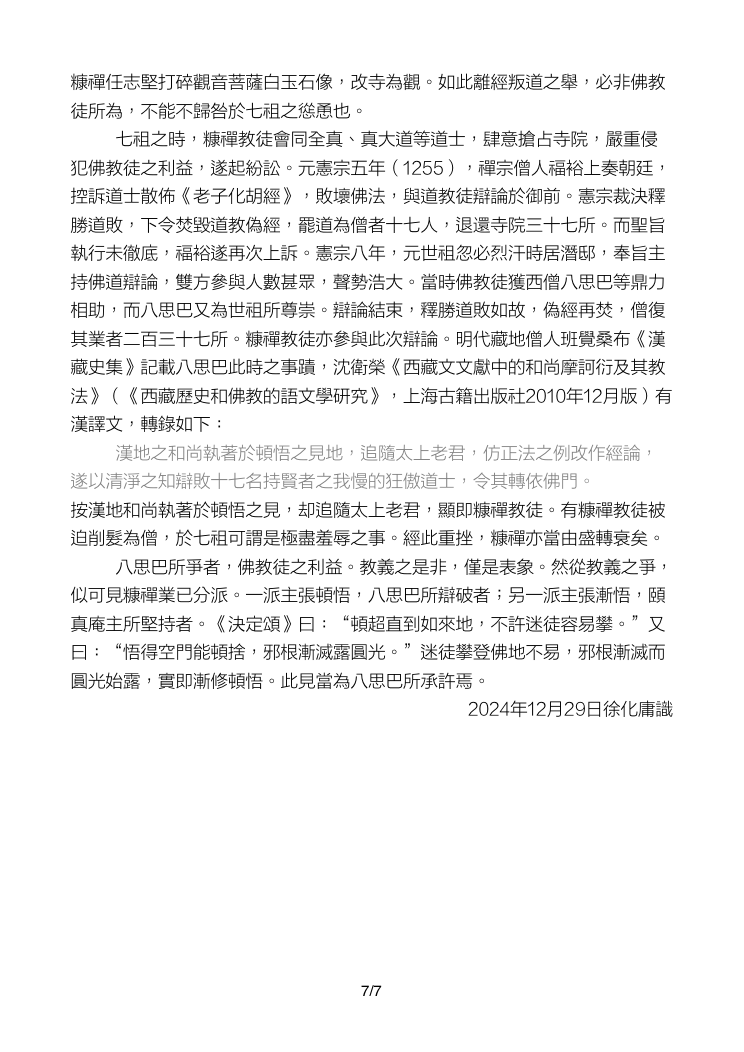 糠禪任志堅打碎觀音菩薩白玉石像，改寺為觀。如此離經叛道之舉，必非佛教
徒所為，不能不歸咎於七祖之慫恿也。
七祖之時，糠禪教徒會同全真、真大道等道士，肆意搶占寺院，嚴重侵
犯佛教徒之利益，遂起紛訟。元憲宗五年（1255），禪宗僧人福裕上奏朝廷，
控訴道士散佈《老子化胡經》，敗壞佛法，與道教徒辯論於御前。憲宗裁決釋
勝道敗，下令焚毀道教偽經，罷道為僧者十七人，退還寺院三十七所。而聖旨
執行未徹底，福裕遂再次上訴。憲宗八年，元世祖忽必烈汗時居潛邸，奉旨主
持佛道辯論，雙方參與人數甚眾，聲勢浩大。當時佛教徒獲西僧八思巴等鼎力
相助，而八思巴又為世祖所尊崇。辯論結束，釋勝道敗如故，偽經再焚，僧復
其業者二百三十七所。糠禪教徒亦參與此次辯論。明代藏地僧人班覺桑布《漢
藏史集》記載八思巴此時之事蹟，沈衛榮《西藏文文獻中的和尚摩訶衍及其教
法》（《西藏歷史和佛教的語文學研究》，上海古籍出版社2010年12月版）有
漢譯文，轉錄如下：
漢地之和尚執著於頓悟之見地，追隨太上老君，仿正法之例改作經論，
遂以清淨之知辯敗十七名持賢者之我慢的狂傲道士，令其轉依佛門。
按漢地和尚執著於頓悟之見，却追隨太上老君，顯即糠禪教徒。有糠禪教徒被
迫削髮為僧，於七祖可謂是極盡羞辱之事。經此重挫，糠禪亦當由盛轉衰矣。
八思巴所爭者，佛教徒之利益。教義之是非，僅是表象。然從教義之爭，
似可見糠禪業已分派。一派主張頓悟，八思巴所辯破者；另一派主張漸悟，頤
真庵主所堅持者。《決定頌》曰：“頓超直到如來地，不許迷徒容易攀。”又
曰：“悟得空門能頓捨，邪根漸滅露圓光。”迷徒攀登佛地不易，邪根漸滅而
圓光始露，實即漸修頓悟。此見當為八思巴所承許焉。
2024年12月29日徐化庸識
7/7